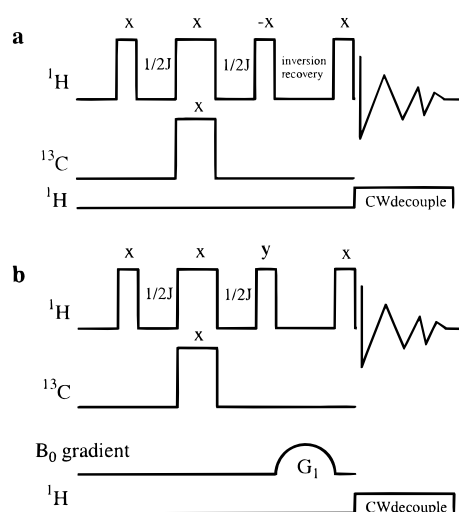 a
x x -x x
1/2J 1/2J inversion
recovery
¹H
x
¹³C
¹H CWdecouple
b
x x y x
1/2J 1/2J
¹H
x
¹³C
B₀ gradient
G₁
¹H CWdecouple